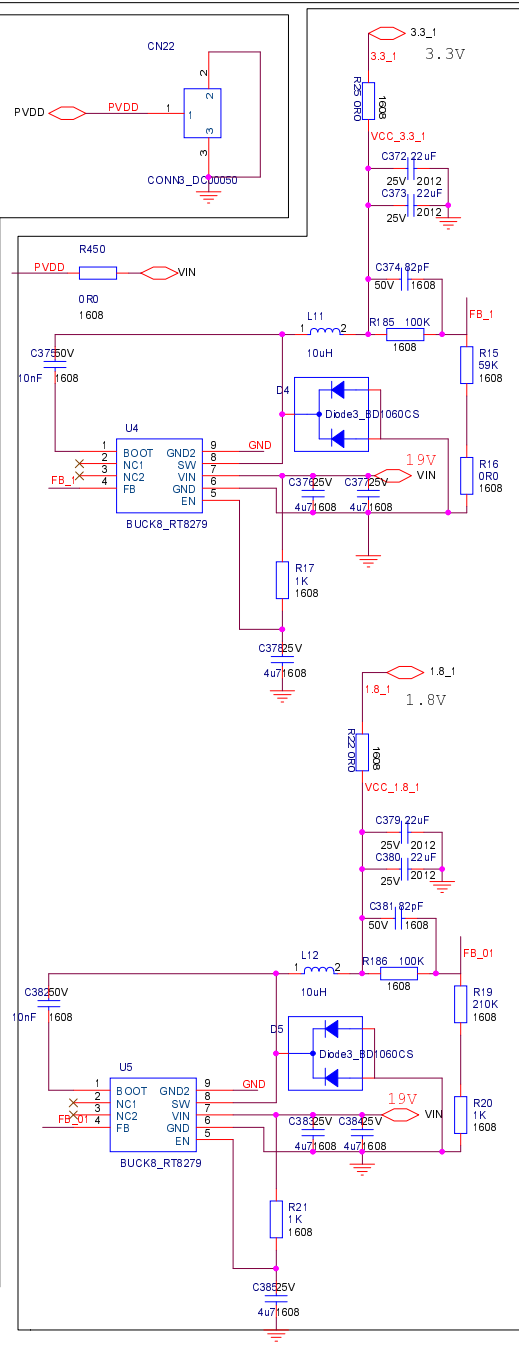 CN22
3.3_1
3.3_1
3.3V
2
R25 0R0
1608
2
PVDD
PVDD
1
1
VCC_3.3_1
3
3
C372 22uF
25V 2012
CONN3_DC00050
C373 22uF
25V 2012
R450
PVDD
VIN
C374 82pF
50V 1608
0R0
1608
FB_1
L11
R185 100K
1 2
1608
10uH
C375 50V
R15
59K
10nF 1608
1608
D4
Diode3_BD1060CS
U4
1 BOOT GND2 9 GND
2 NC1 SW 8
3 NC2 VIN 7
FB_1 4 FB GND 6
EN 5
19V
VIN
R16
0R0
1608
C376 25V
4u7 1608
C377 25V
4u7 1608
BUCK8_RT8279
R17
1K
1608
C378 25V
4u7 1608
1.8_1
1.8_1
1.8V
R22 0R0
1608
VCC_1.8_1
C379 22uF
25V 2012
C380 22uF
25V 2012
C381 82pF
50V 1608
FB_01
L12
R186 100K
1 2
1608
10uH
C382 50V
R19
210K
10nF 1608
1608
D5
Diode3_BD1060CS
U5
1 BOOT GND2 9 GND
2 NC1 SW 8
3 NC2 VIN 7
FB_01 4 FB GND 6
EN 5
19V
VIN
R20
1K
1608
C383 25V
4u7 1608
C384 25V
4u7 1608
BUCK8_RT8279
R21
1K
1608
C385 25V
4u7 1608